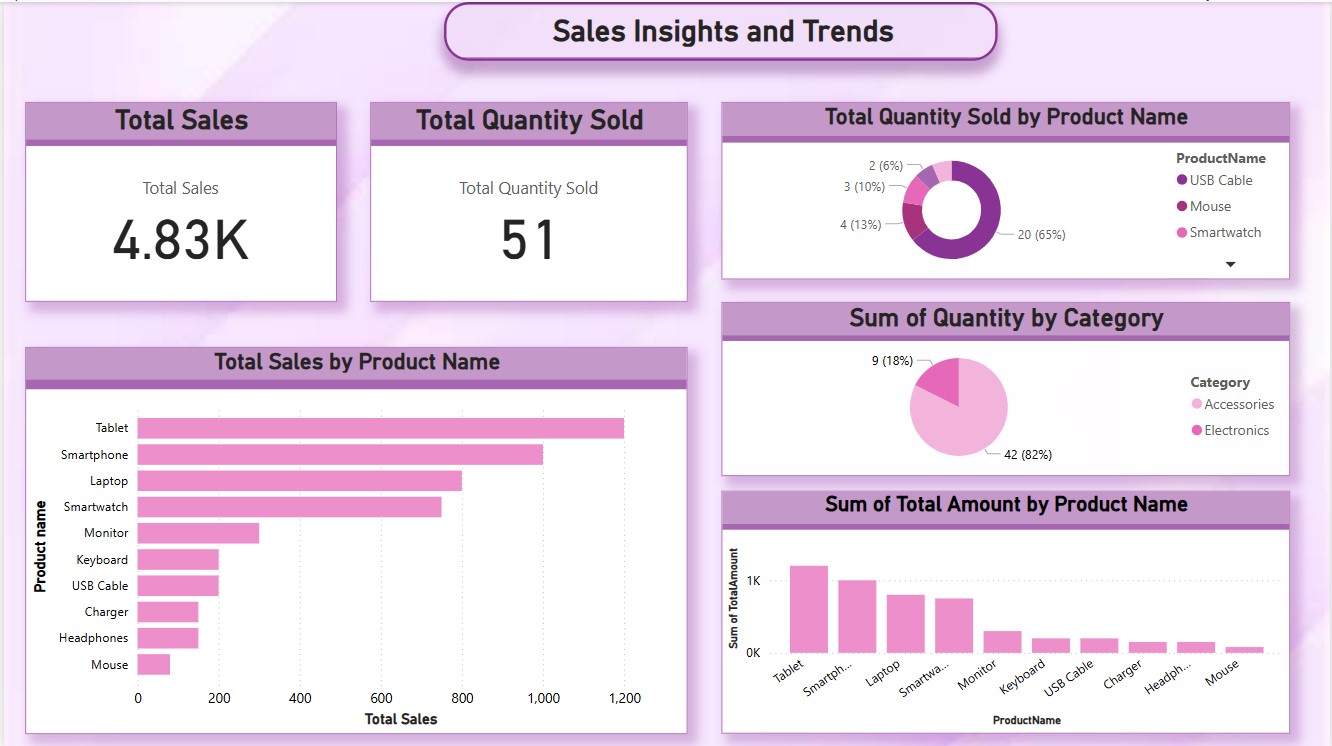 Sales Insights and Trends
Total Sales
Total Sales
4.83K
Total Quantity Sold
Total Quantity Sold
51
Total Quantity Sold by Product Name
2 (6%)
3 (10%)
4 (13%)
20 (65%)
ProductName
USB Cable
Mouse
Smartwatch
Sum of Quantity by Category
9 (18%)
42 (82%)
Category
Accessories
Electronics
Total Sales by Product Name
Product name
Tablet
Smartphone
Laptop
Smartwatch
Monitor
Keyboard
USB Cable
Charger
Headphones
Mouse
0 200 400 600 800 1,000 1,200
Total Sales
Sum of Total Amount by Product Name
Sum of TotalAmount
1K
0K
Tablet
Smartph...
Laptop
Smartwa...
Monitor
Keyboard
USB Cable
Charger
Headph...
Mouse
ProductName